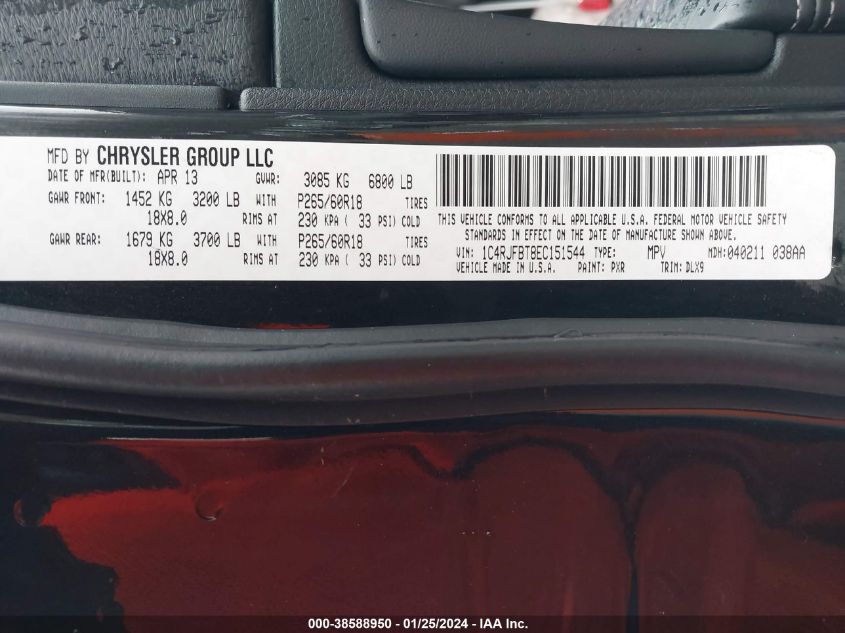 MFD BY CHRYSLER GROUP LLC
DATE OF MFR(BUILT): APR 13 GVWR: 3085 KG 6800 LB
GAWR FRONT: 1452 KG 3200 LB WITH P265/60R18 TIRES
18X8.0 RIMS AT 230 KPA ( 33 PSI) COLD
GAWR REAR: 1679 KG 3700 LB WITH P265/60R18 TIRES
18X8.0 RIMS AT 230 KPA ( 33 PSI) COLD
THIS VEHICLE CONFORMS TO ALL APPLICABLE U.S.A. FEDERAL MOTOR VEHICLE SAFETY
STANDARDS IN EFFECT ON THE DATE OF MANUFACTURE SHOWN ABOVE.
VIN: 1C4RJFBT8EC151544 TYPE: MPV MDH:040211 038AA
VEHICLE MADE IN U.S.A. PAINT: PXR TRIM: DLX9
000-38588950 - 01/25/2024 - IAA Inc.